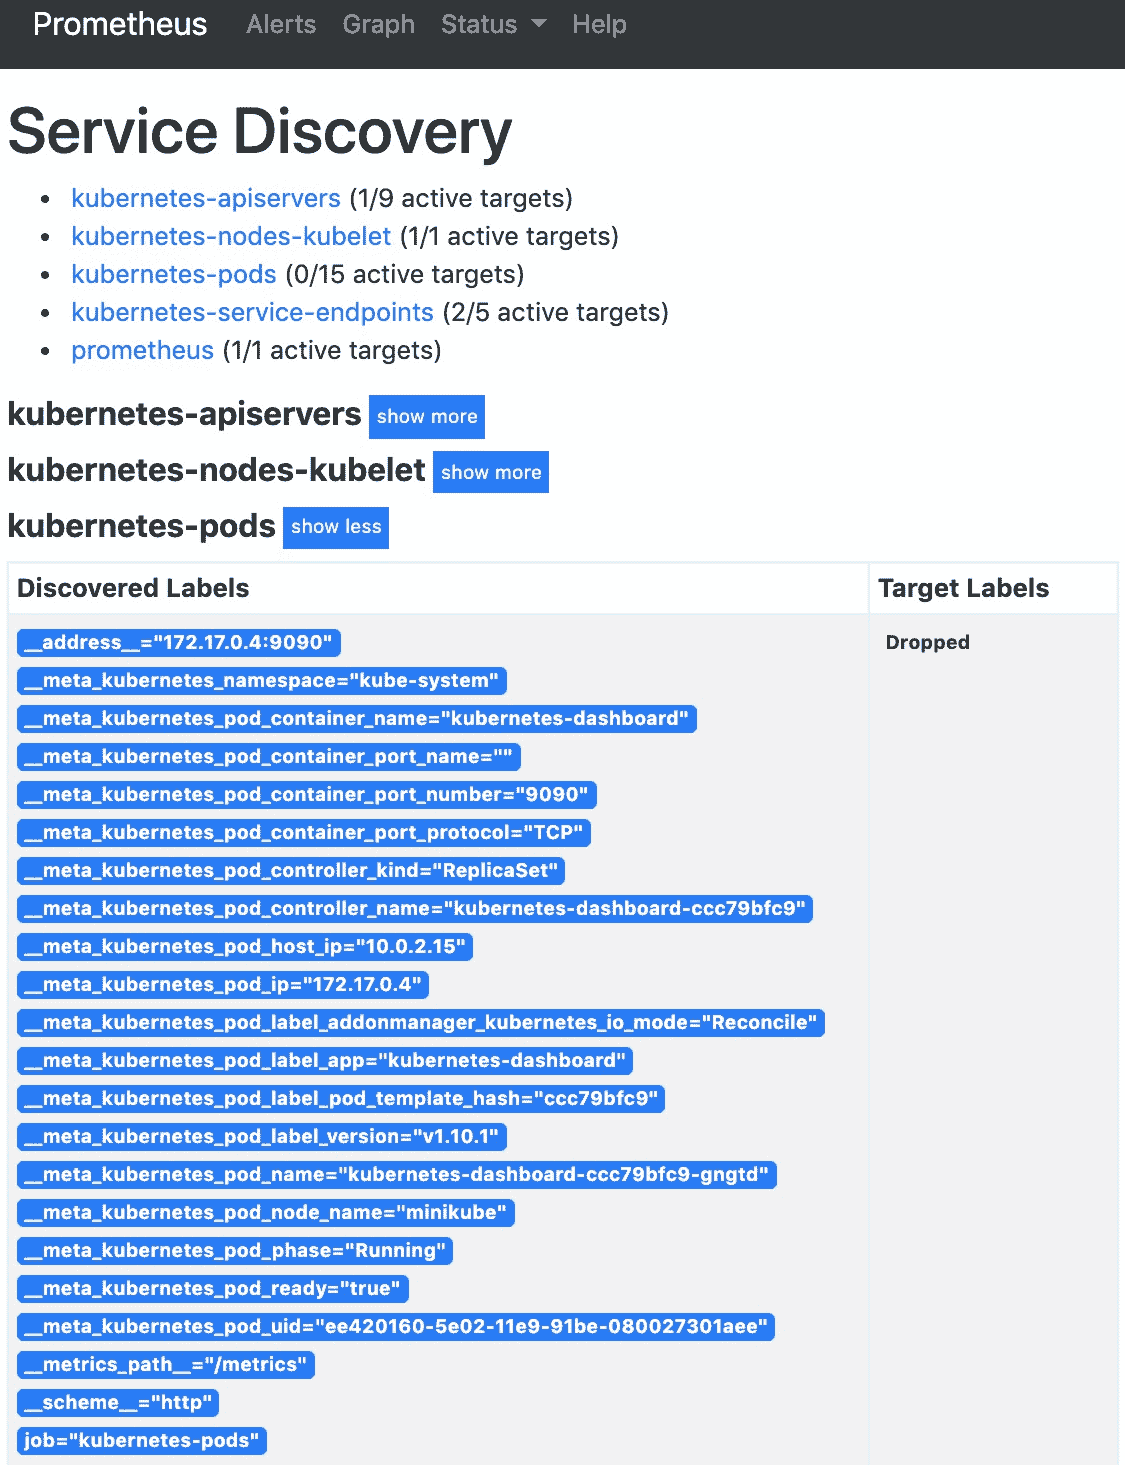 Prometheus Alerts Graph Status Help
Service Discovery
kubernetes-apiservers (1/9 active targets)
kubernetes-nodes-kubelet (1/1 active targets)
kubernetes-pods (0/15 active targets)
kubernetes-service-endpoints (2/5 active targets)
prometheus (1/1 active targets)
kubernetes-apiservers show more
kubernetes-nodes-kubelet show more
kubernetes-pods show less
Discovered Labels Target Labels
__address__="172.17.0.4:9090" Dropped
__meta_kubernetes_namespace="kube-system"
__meta_kubernetes_pod_container_name="kubernetes-dashboard"
__meta_kubernetes_pod_container_port_name=""
__meta_kubernetes_pod_container_port_number="9090"
__meta_kubernetes_pod_container_port_protocol="TCP"
__meta_kubernetes_pod_controller_kind="ReplicaSet"
__meta_kubernetes_pod_controller_name="kubernetes-dashboard-ccc79bfc9"
__meta_kubernetes_pod_host_ip="10.0.2.15"
__meta_kubernetes_pod_ip="172.17.0.4"
__meta_kubernetes_pod_label_addonmanager_kubernetes_io_mode="Reconcile"
__meta_kubernetes_pod_label_app="kubernetes-dashboard"
__meta_kubernetes_pod_label_pod_template_hash="ccc79bfc9"
__meta_kubernetes_pod_label_version="v1.10.1"
__meta_kubernetes_pod_name="kubernetes-dashboard-ccc79bfc9-gngtd"
__meta_kubernetes_pod_node_name="minikube"
__meta_kubernetes_pod_phase="Running"
__meta_kubernetes_pod_ready="true"
__meta_kubernetes_pod_uid="ee420160-5e02-11e9-91be-080027301aee"
__metrics_path__="/metrics"
__scheme__="http"
job="kubernetes-pods"